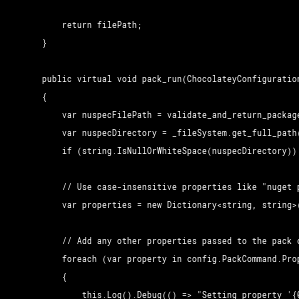 return filePath;
}
public virtual void pack_run(ChocolateyConfiguration
{
var nuspecFilePath = validate_and_return_package
var nuspecDirectory = _fileSystem.get_full_path(
if (string.IsNullOrWhiteSpace(nuspecDirectory))
// Use case-insensitive properties like "nuget p
var properties = new Dictionary<string, string>(
// Add any other properties passed to the pack c
foreach (var property in config.PackCommand.Prop
{
this.Log().Debug(() => "Setting property '{0